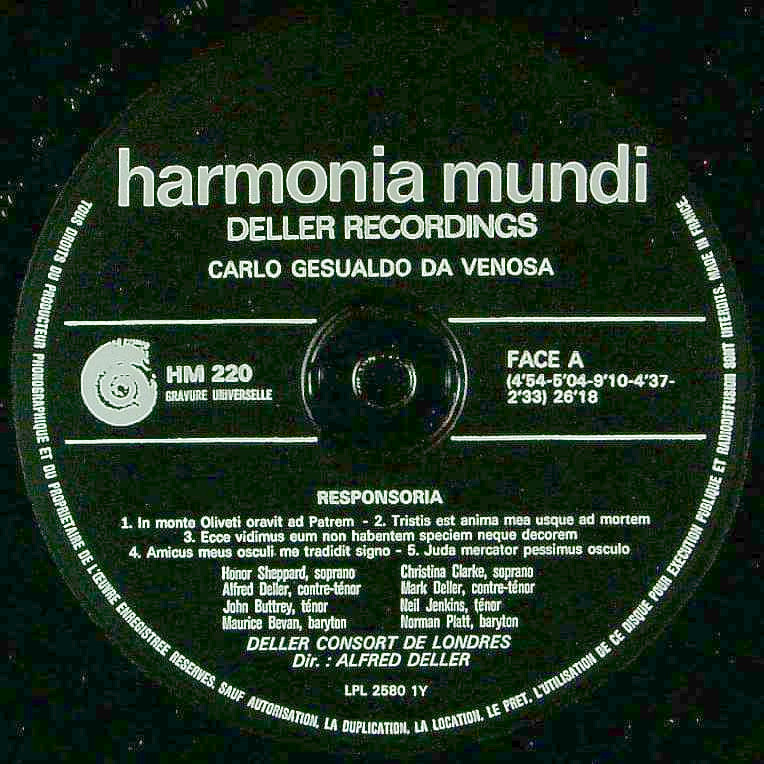 harmonia mundi
DELLER RECORDINGS
CARLO GESUALDO DA VENOSA
HM 220
GRAVURE UNIVERSELLE
FACE A
(4'54-5'04-9'10-4'37-
2'33) 26'18
RESPONSORIA
1. In monte Oliveti oravit ad Patrem - 2. Tristis est anima mea usque ad mortem
3. Ecce vidimus eum non habentem speciem neque decorem
4. Amicus meus osculi me tradidit signo - 5. Juda mercator pessimus osculo
Honor Sheppard, soprano
Alfred Deller, contre-ténor
John Buttrey, ténor
Maurice Bevan, baryton
Christina Clarke, soprano
Mark Deller, contre-ténor
Neil Jenkins, ténor
Norman Platt, baryton
DELLER CONSORT DE LONDRES
Dir. : ALFRED DELLER
LPL 2580 1Y
TOUS DROITS DU PRODUCTEUR PHONOGRAPHIQUE ET DU PROPRIETAIRE DE L'ŒUVRE ENREGISTREE RESERVES. SAUF AUTORISATION, LA DUPLICATION, LA LOCATION, LE PRET, L'UTILISATION DE CE DISQUE POUR EXECUTION PUBLIQUE ET RADIODIFFUSION SONT INTERDITS. MADE IN FRANCE.